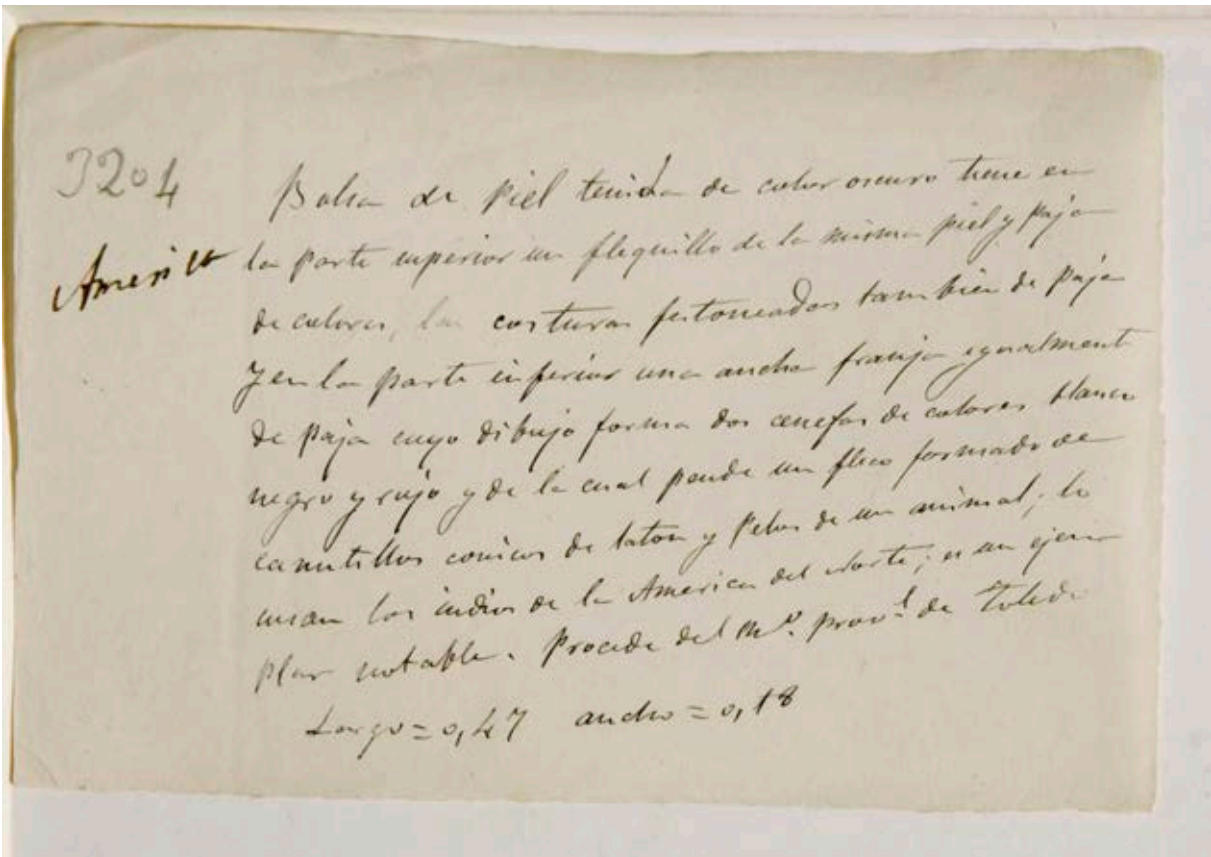 3204
America
Bolsa de piel tenida de color oscuro tiene en
la parte superior un flequillo de la misma piel y paja
de colores, las costuras festoneadas tambien de paja
y en la parte inferior una ancha franja igualment
de paja cuyo dibujo forma dos cenefas de colores blanco
negro y rojo y de la cual pende un fleco formado de
canutillos conicos de laton y pelos de un animal; lo
usan los indios de la America del Norte; es un ejem
plar notable. Procede del M.º prov.l de Toledo
Largo = 0,47 ancho = 0,18